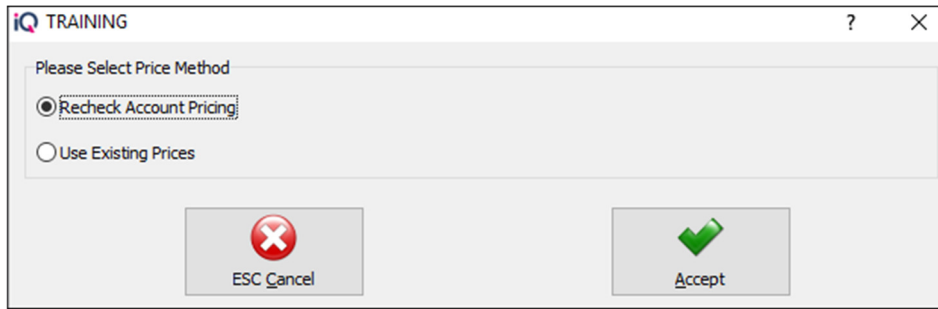 iQ TRAINING ?
Please Select Price Method
Recheck Account Pricing
Use Existing Prices
ESC Cancel
Accept